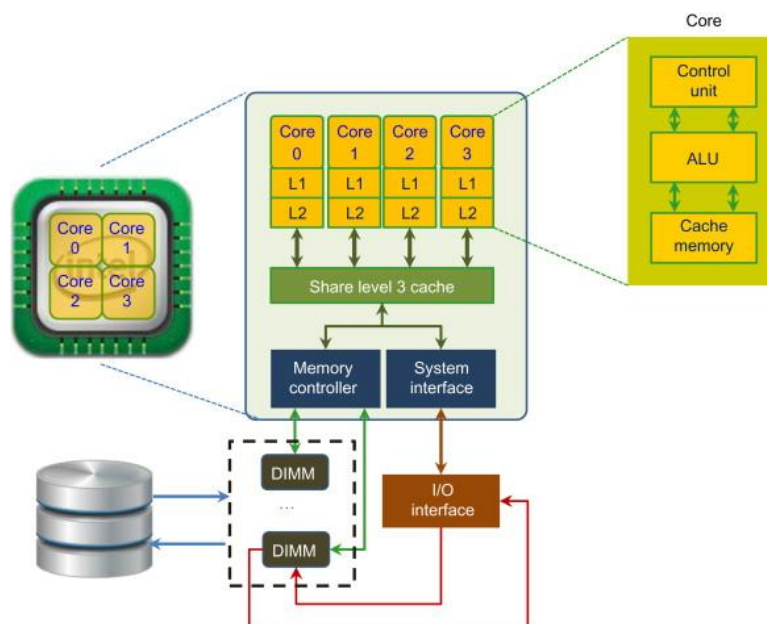 Core
Control
unit
ALU
Cache
memory
Core
0
Core
1
Core
2
Core
3
L1
L1
L1
L1
L2
L2
L2
L2
Share level 3 cache
Memory
controller
System
interface
Core
0
Core
1
Core
2
Core
3
intel
DIMM
...
DIMM
I/O
interface